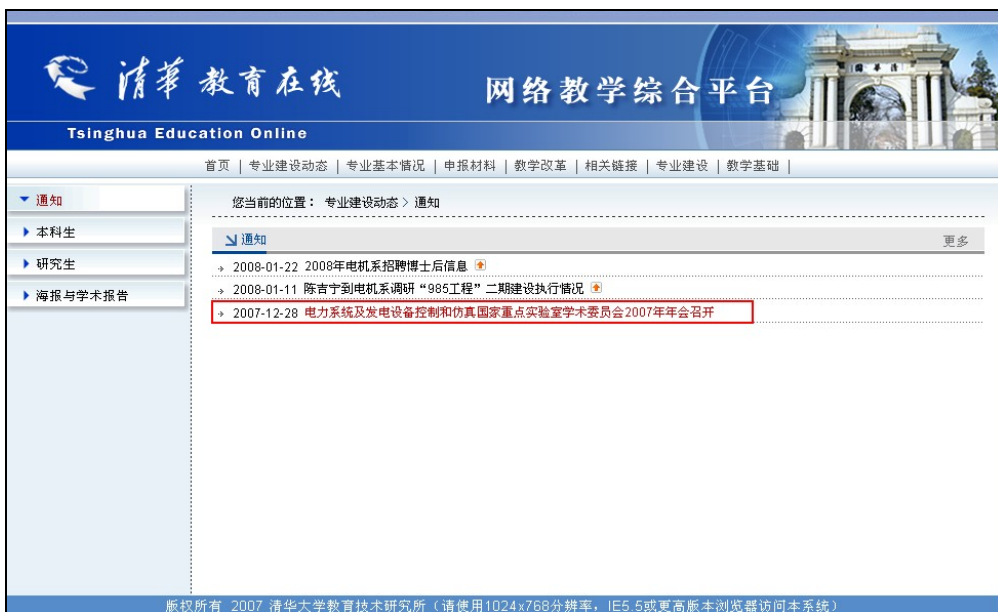 清华 教育在线
网络教学综合平台
Tsinghua Education Online
首页 | 专业建设动态 | 专业基本情况 | 申报材料 | 教学改革 | 相关链接 | 专业建设 | 教学基础 |
通知
本科生
研究生
海报与学术报告
您当前的位置： 专业建设动态 > 通知
通知 更多
2008-01-22 2008年电机系招聘博士后信息
2008-01-11 陈吉宁到电机系调研“985工程”二期建设执行情况
2007-12-28 电力系统及发电设备控制和仿真国家重点实验室学术委员会2007年年会召开
版权所有 2007 清华大学教育技术研究所（请使用1024x768分辨率，IE5.5或更高版本浏览器访问本系统）